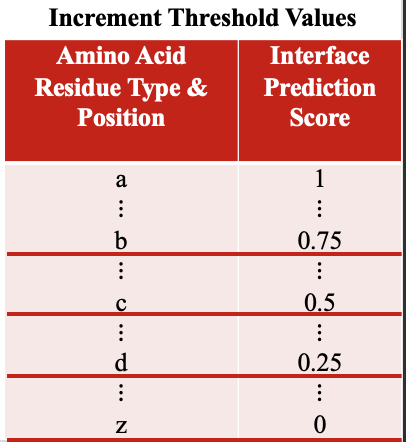 Increment Threshold Values
Amino Acid Residue Type & Position Interface Prediction Score
a 1
⋮ ⋮
b 0.75
⋮ ⋮
c 0.5
⋮ ⋮
d 0.25
⋮ ⋮
z 0